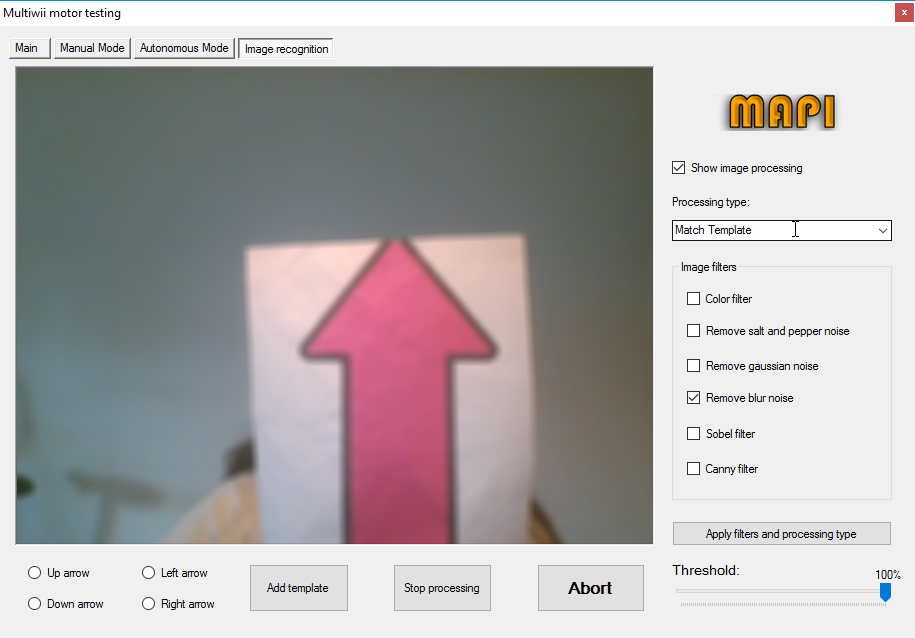 Multiwii motor testing
x
Main Manual Mode Autonomous Mode Image recognition
MAPI
Show image processing
Processing type:
Match Template
Image filters
Color filter
Remove salt and pepper noise
Remove gaussian noise
Remove blur noise
Sobel filter
Canny filter
Apply filters and processing type
Threshold:
100%
Up arrow Left arrow
Down arrow Right arrow
Add template
Stop processing
Abort